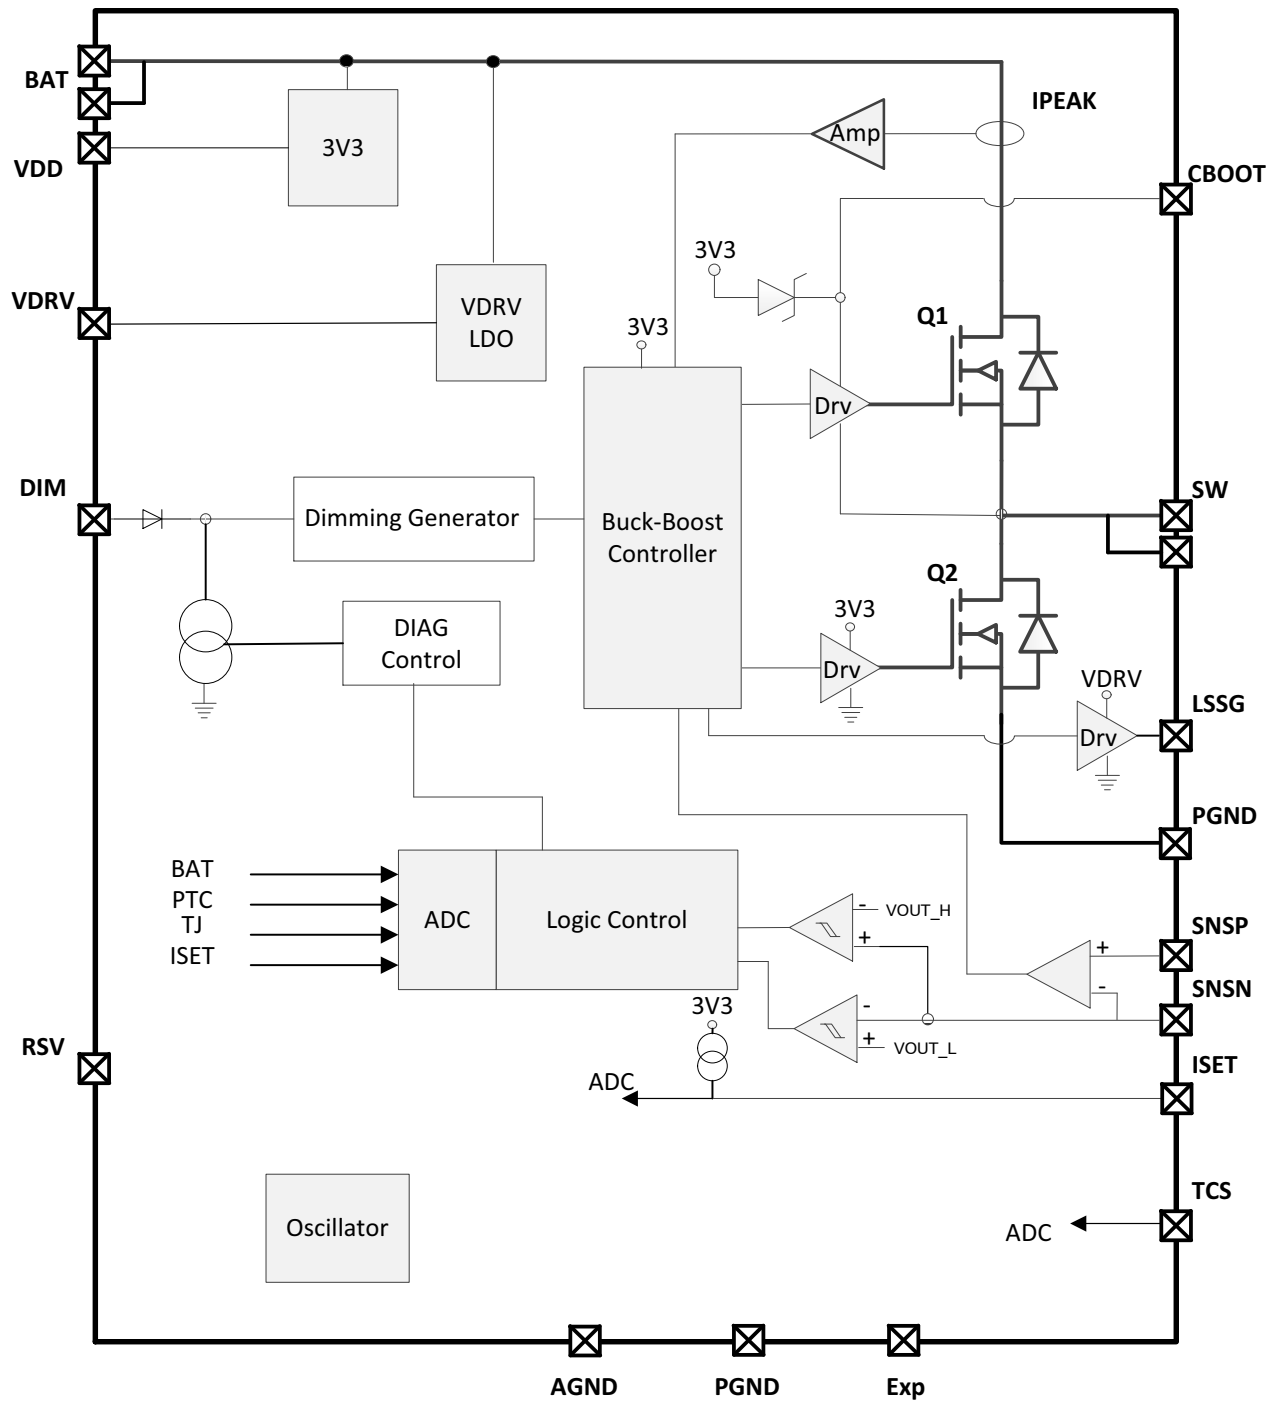 BAT
IPEAK
Amp
3V3
VDD
CBOOT
3V3
VDRV
VDRV
LDO
3V3
Q1
Drv
DIM
Dimming Generator
Buck-Boost
Controller
SW
Q2
3V3
DIAG
Control
Drv
VDRV
LSSG
Drv
PGND
BAT
PTC
TJ
ISET
ADC
Logic Control
-
VOUT_H
+
SNSP
+
-
SNSN
3V3
-
+
VOUT_L
RSV
ISET
ADC
TCS
ADC
Oscillator
AGND
PGND
Exp